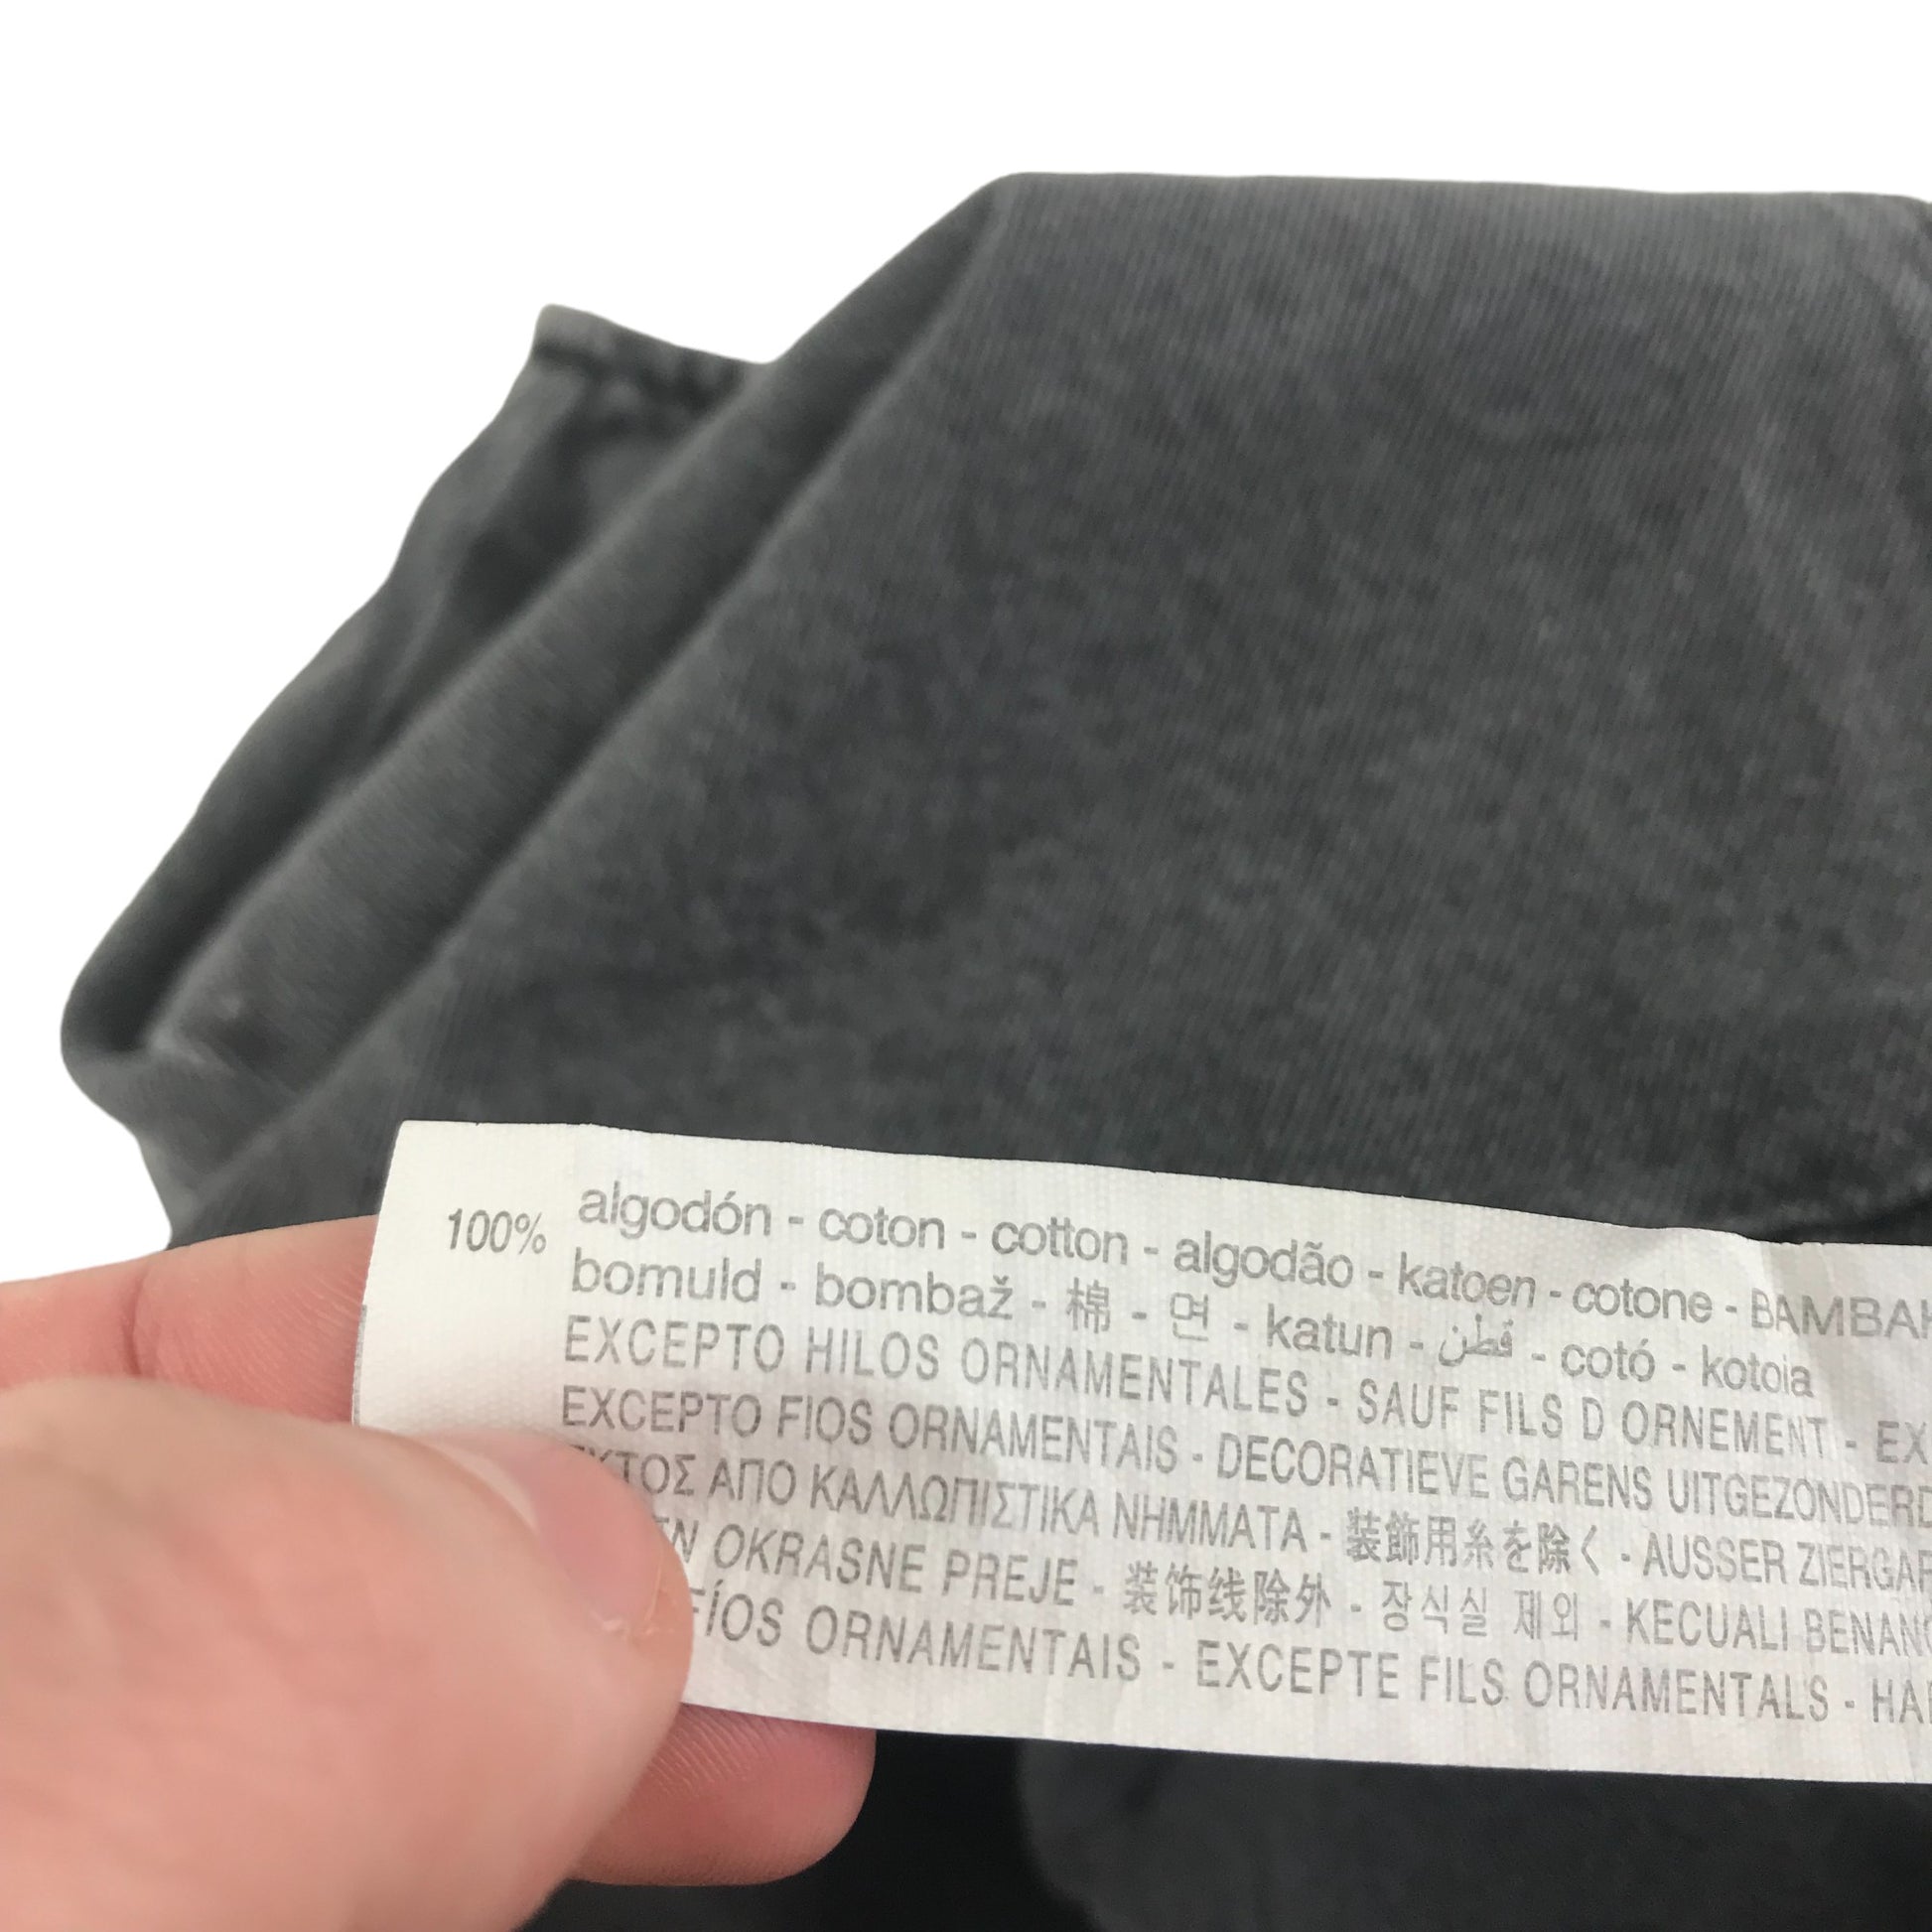 100% algodón - coton - cotton - algodão - katoen - cotone -
bomuld - bombaž - 棉 - 면 - katun - قطن - cotó - kotoia
EXCEPTO HILOS ORNAMENTALES - SAUF FILS D ORNEMENT -
EXCEPTO FIOS ORNAMENTAIS - DECORATIEVE GARENS UITGEZONDERD
ΑΠΟ ΚΑΛΛΩΠΙΣΤΙΚΑ ΝΗΜΜΑΤΑ - 装飾用糸を除く - AUSSER
OKRASNE PREJE - 装饰线除外 - 장식실 제외 - KECUALI
FÍOS ORNAMENTAIS - EXCEPTE FILS ORNAMENTALS -